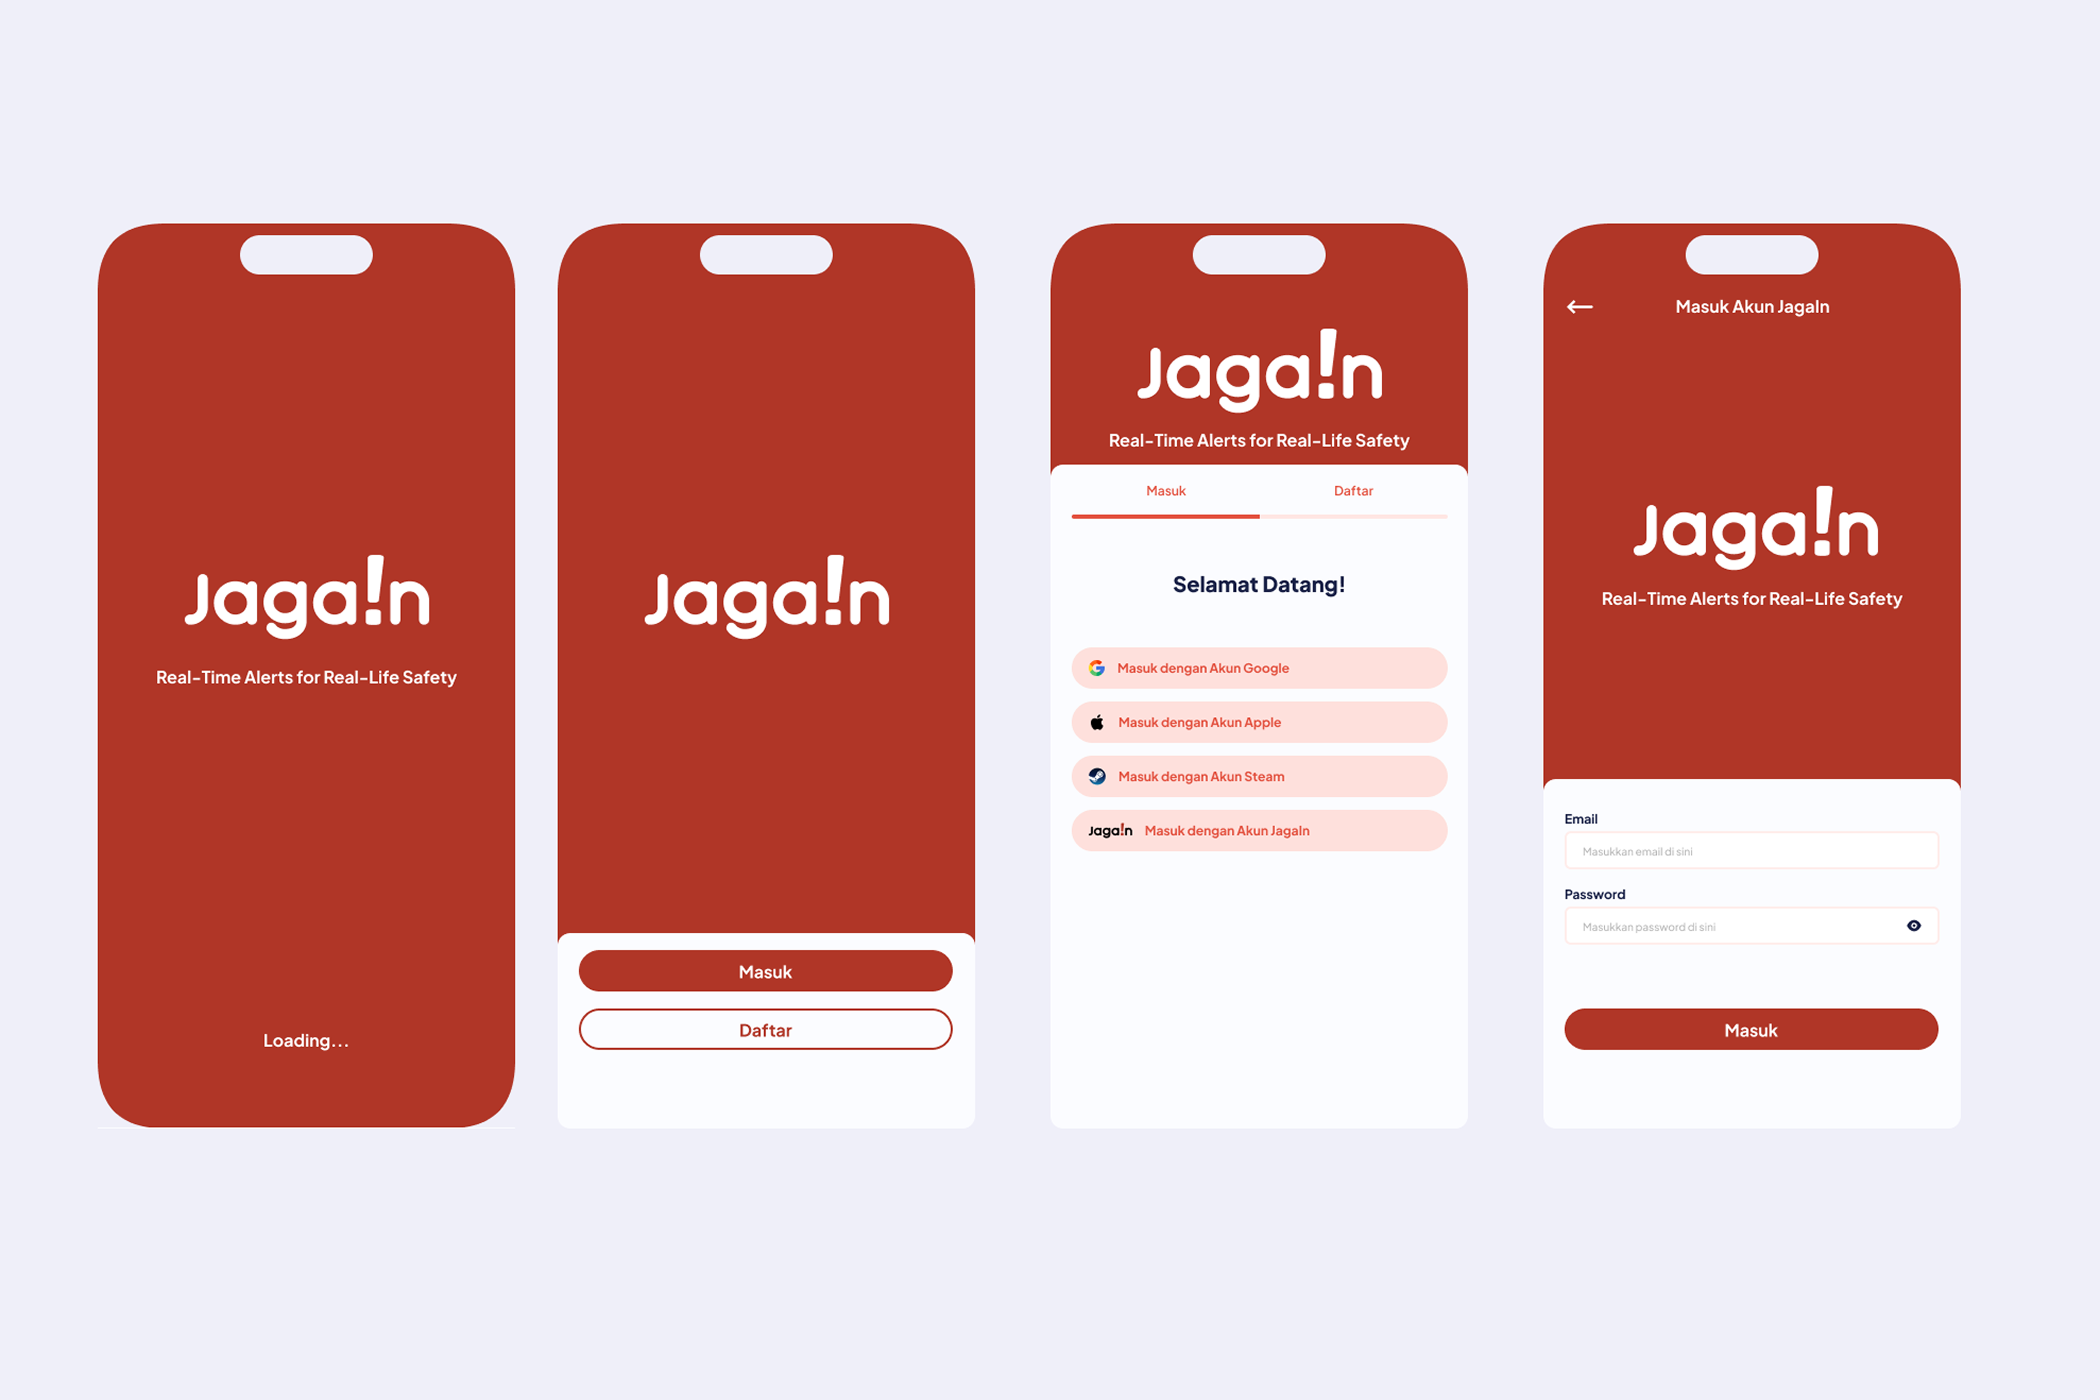 Jaga!n
Real-Time Alerts for Real-Life Safety
Loading...
Jaga!n
Masuk
Daftar
Jaga!n
Real-Time Alerts for Real-Life Safety
Masuk
Daftar
Selamat Datang!
Masuk dengan Akun Google
Masuk dengan Akun Apple
Masuk dengan Akun Steam
Jaga!n Masuk dengan Akun JagaIn
Masuk Akun JagaIn
Jaga!n
Real-Time Alerts for Real-Life Safety
Email
Masukkan email di sini
Password
Masukkan password di sini
Masuk